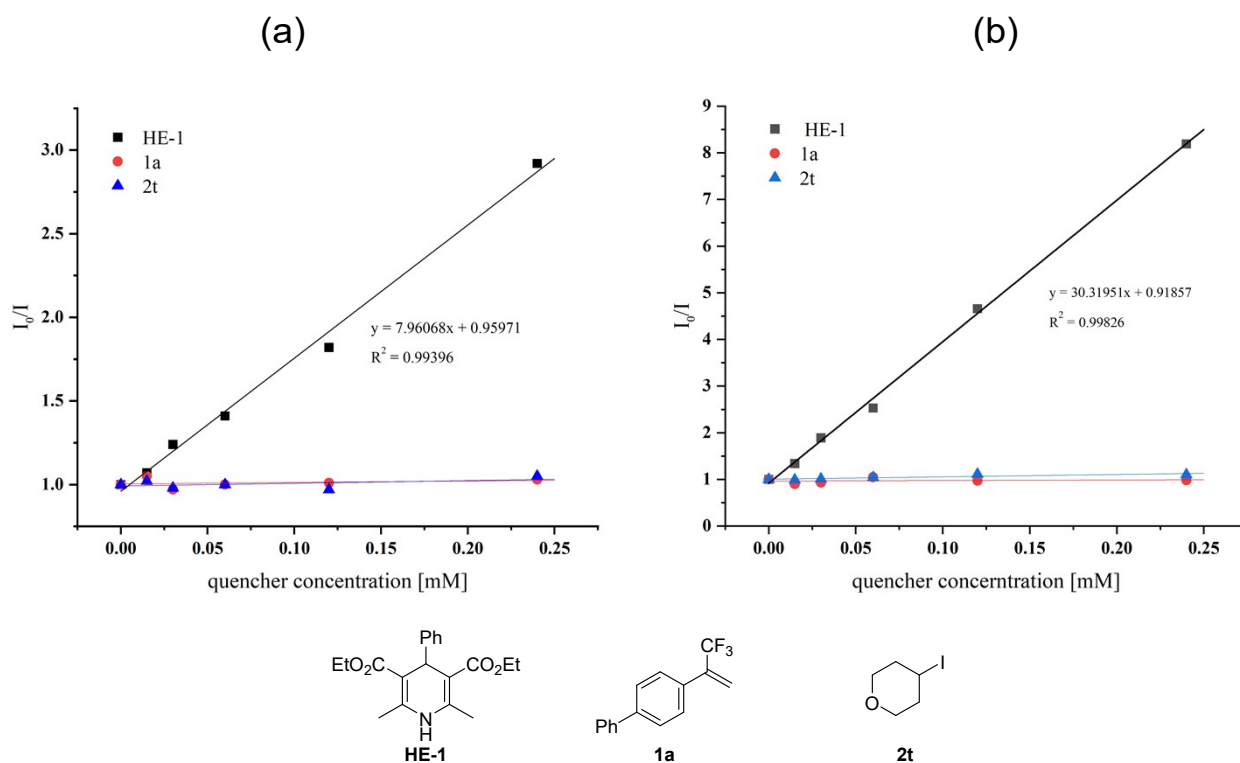 (a)
HE-1
1a
2t
3.0
2.5
2.0
1.5
1.0
I₀/I
y = 7.96068x + 0.95971
R² = 0.99396
0.00 0.05 0.10 0.15 0.20 0.25
quencher concentration [mM]
(b)
HE-1
1a
2t
9
8
7
6
5
4
3
2
1
0
I₀/I
y = 30.31951x + 0.91857
R² = 0.99826
0.00 0.05 0.10 0.15 0.20 0.25
quencher concerntration [mM]
Ph
EtO₂C CO₂Et
N
H
HE-1
CF₃
Ph
1a
I
O
2t